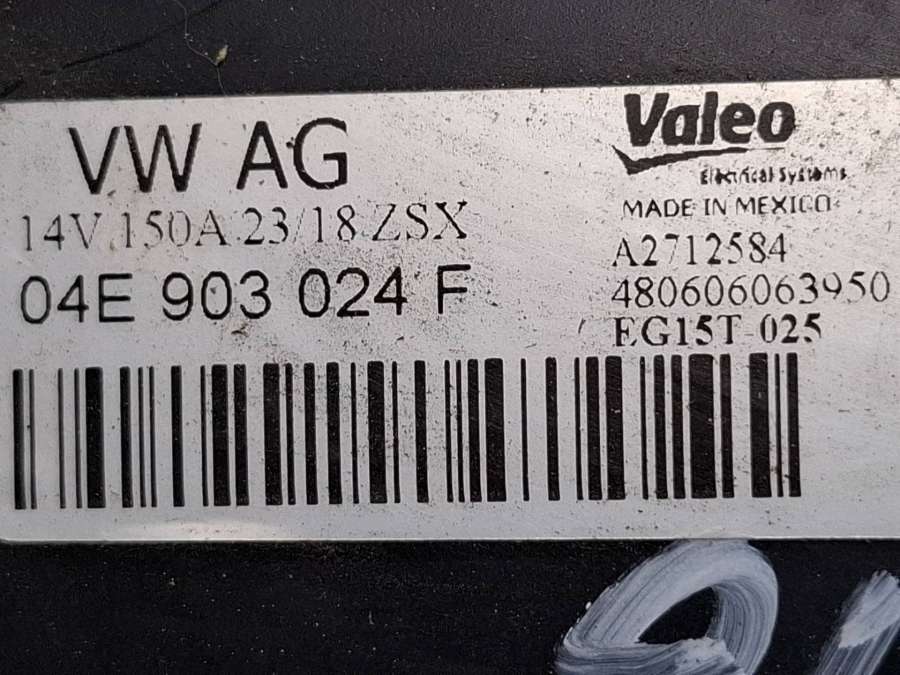 VW AG
14V 150A 23/18 ZSX
04E 903 024 F
Valeo
Electrical Systems
MADE IN MEXICO
A2712584
480606063950
EG15T-025